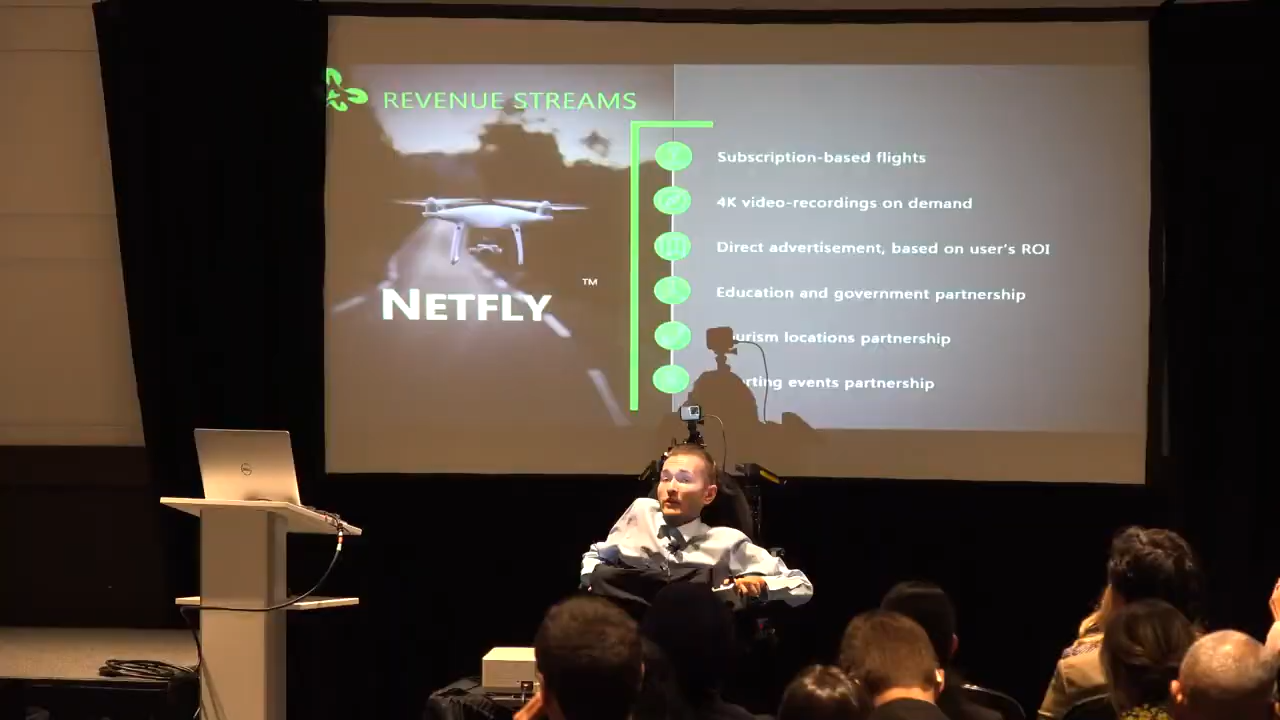 REVENUE STREAMS
NETFLY
TM
Subscription-based flights
4K video-recordings on demand
Direct advertisement, based on user's ROI
Education and government partnership
locations partnership
events partnership
DELL